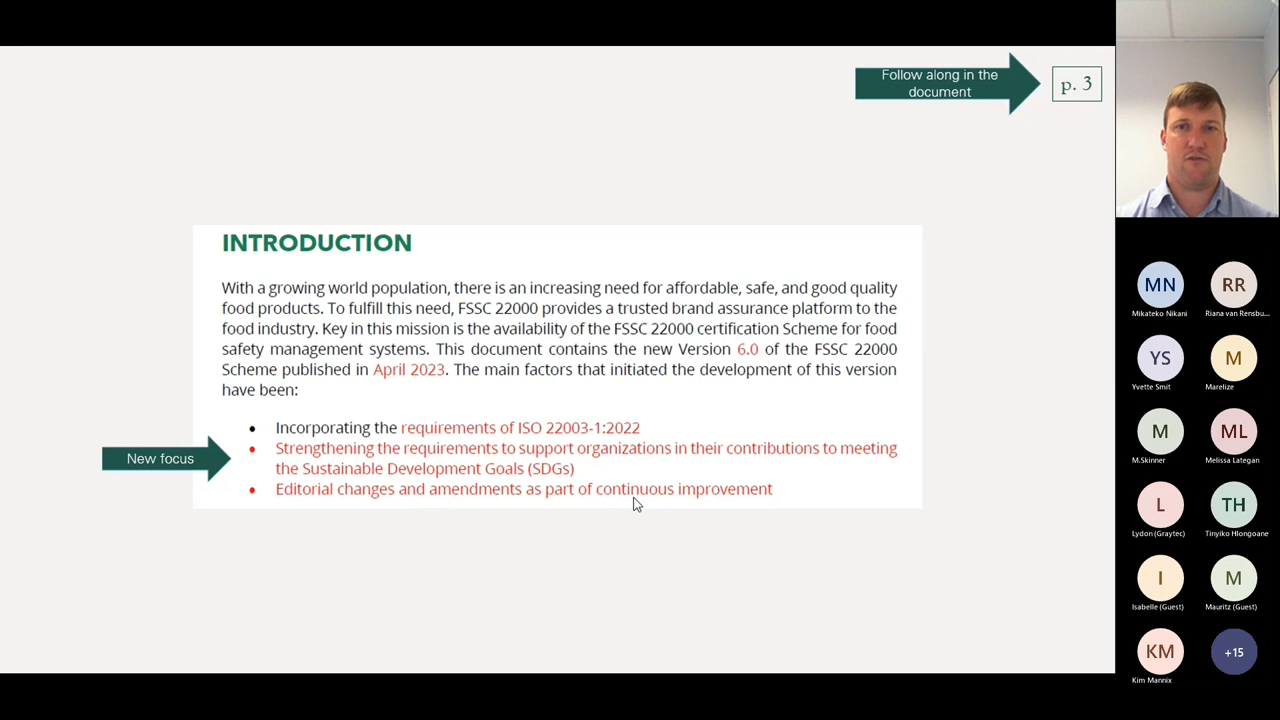 Follow along in the
document
p. 3
INTRODUCTION
With a growing world population, there is an increasing need for affordable, safe, and good quality
food products. To fulfill this need, FSSC 22000 provides a trusted brand assurance platform to the
food industry. Key in this mission is the availability of the FSSC 22000 certification Scheme for food
safety management systems. This document contains the new Version 6.0 of the FSSC 22000
Scheme published in April 2023. The main factors that initiated the development of this version
have been:
• Incorporating the requirements of ISO 22003-1:2022
New focus
• Strengthening the requirements to support organizations in their contributions to meeting
the Sustainable Development Goals (SDGs)
• Editorial changes and amendments as part of continuous improvement
MN
Mikateko Nikani
RR
Riana van Rensbu...
YS
Yvette Smit
M
Marelize
M
M.Skinner
ML
Melissa Lategan
L
Lydon (Graytec)
TH
Tinyiko Hlongoane
I
Isabelle (Guest)
M
Mauritz (Guest)
KM
Kim Mannix
+15